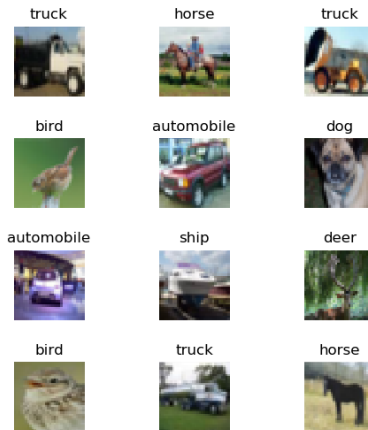 truck horse truck
bird automobile dog
automobile ship deer
bird truck horse